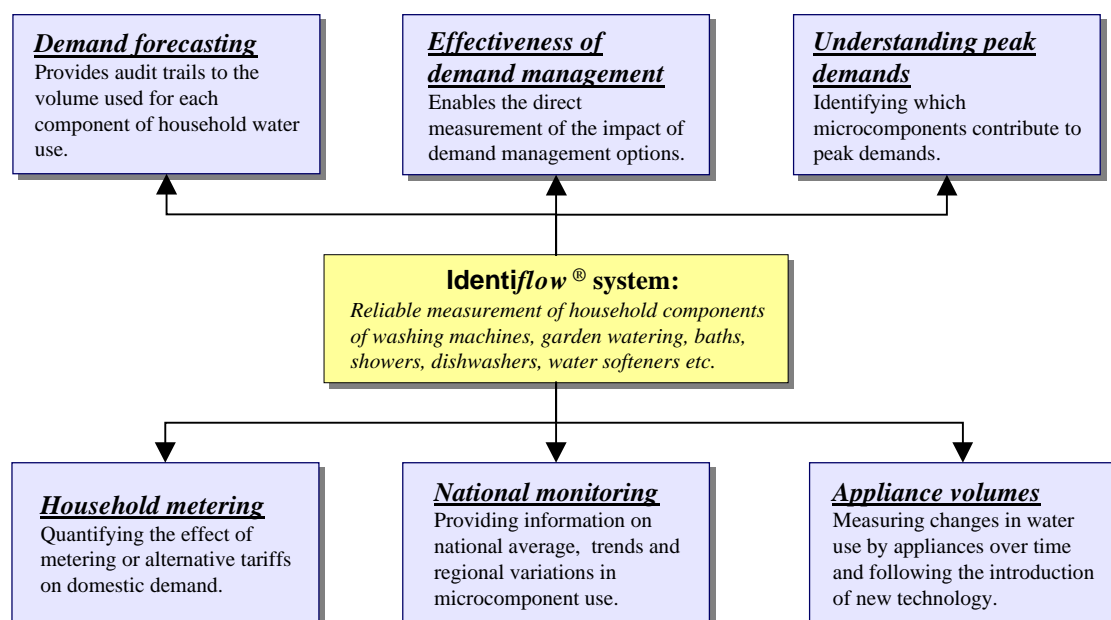 Demand forecasting
Provides audit trails to the
volume used for each
component of household water
use.
Effectiveness of
demand management
Enables the direct
measurement of the impact of
demand management options.
Understanding peak
demands
Identifying which
microcomponents contribute to
peak demands.
Identiflow ® system:
Reliable measurement of household components
of washing machines, garden watering, baths,
showers, dishwashers, water softeners etc.
Household metering
Quantifying the effect of
metering or alternative tariffs
on domestic demand.
National monitoring
Providing information on
national average, trends and
regional variations in
microcomponent use.
Appliance volumes
Measuring changes in water
use by appliances over time
and following the introduction
of new technology.